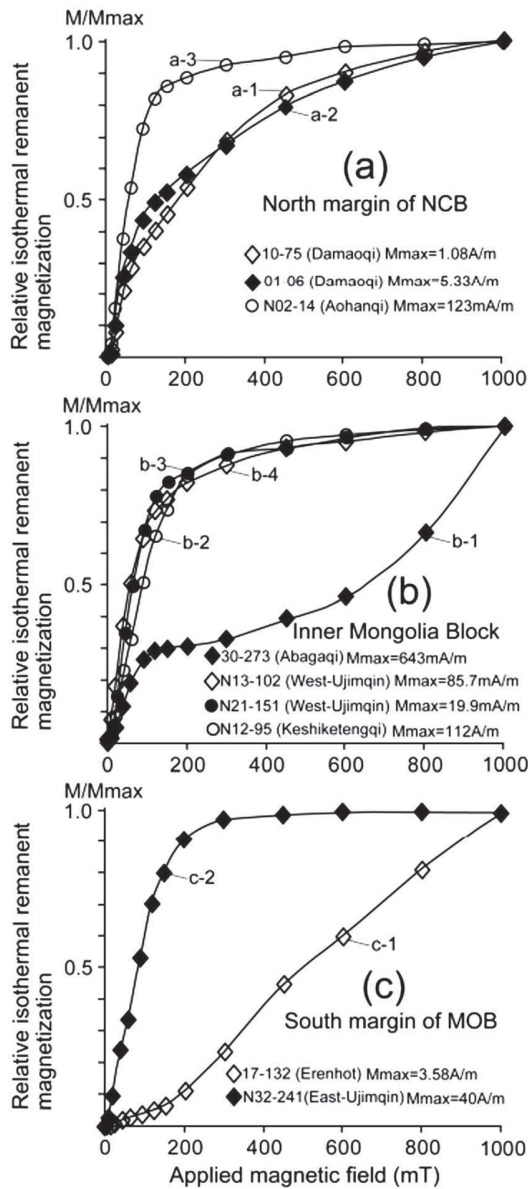 M/Mmax
Relative isothermal remanent
magnetization
1.0
0.5
a-3
a-1
a-2
(a)
North margin of NCB
10-75 (Damaoqi) Mmax=1.08A/m
01-06 (Damaoqi) Mmax=5.33A/m
N02-14 (Aohanqi) Mmax=123mA/m
0 200 400 600 800 1000
M/Mmax
Relative isothermal remanent
magnetization
1.0
0.5
b-3
b-4
b-2
b-1
(b)
Inner Mongolia Block
30-273 (Abagaqi) Mmax=643mA/m
N13-102 (West-Ujimqin) Mmax=85.7mA/m
N21-151 (West-Ujimqin) Mmax=19.9mA/m
N12-95 (Keshiketengqi) Mmax=112A/m
0 200 400 600 800 1000
M/Mmax
Relative isothermal remanent
magnetization
1.0
0.5
c-2
c-1
(c)
South margin of MOB
17-132 (Erenhot) Mmax=3.58A/m
N32-241(East-Ujimqin) Mmax=40A/m
0 200 400 600 800 1000
Applied magnetic field (mT)